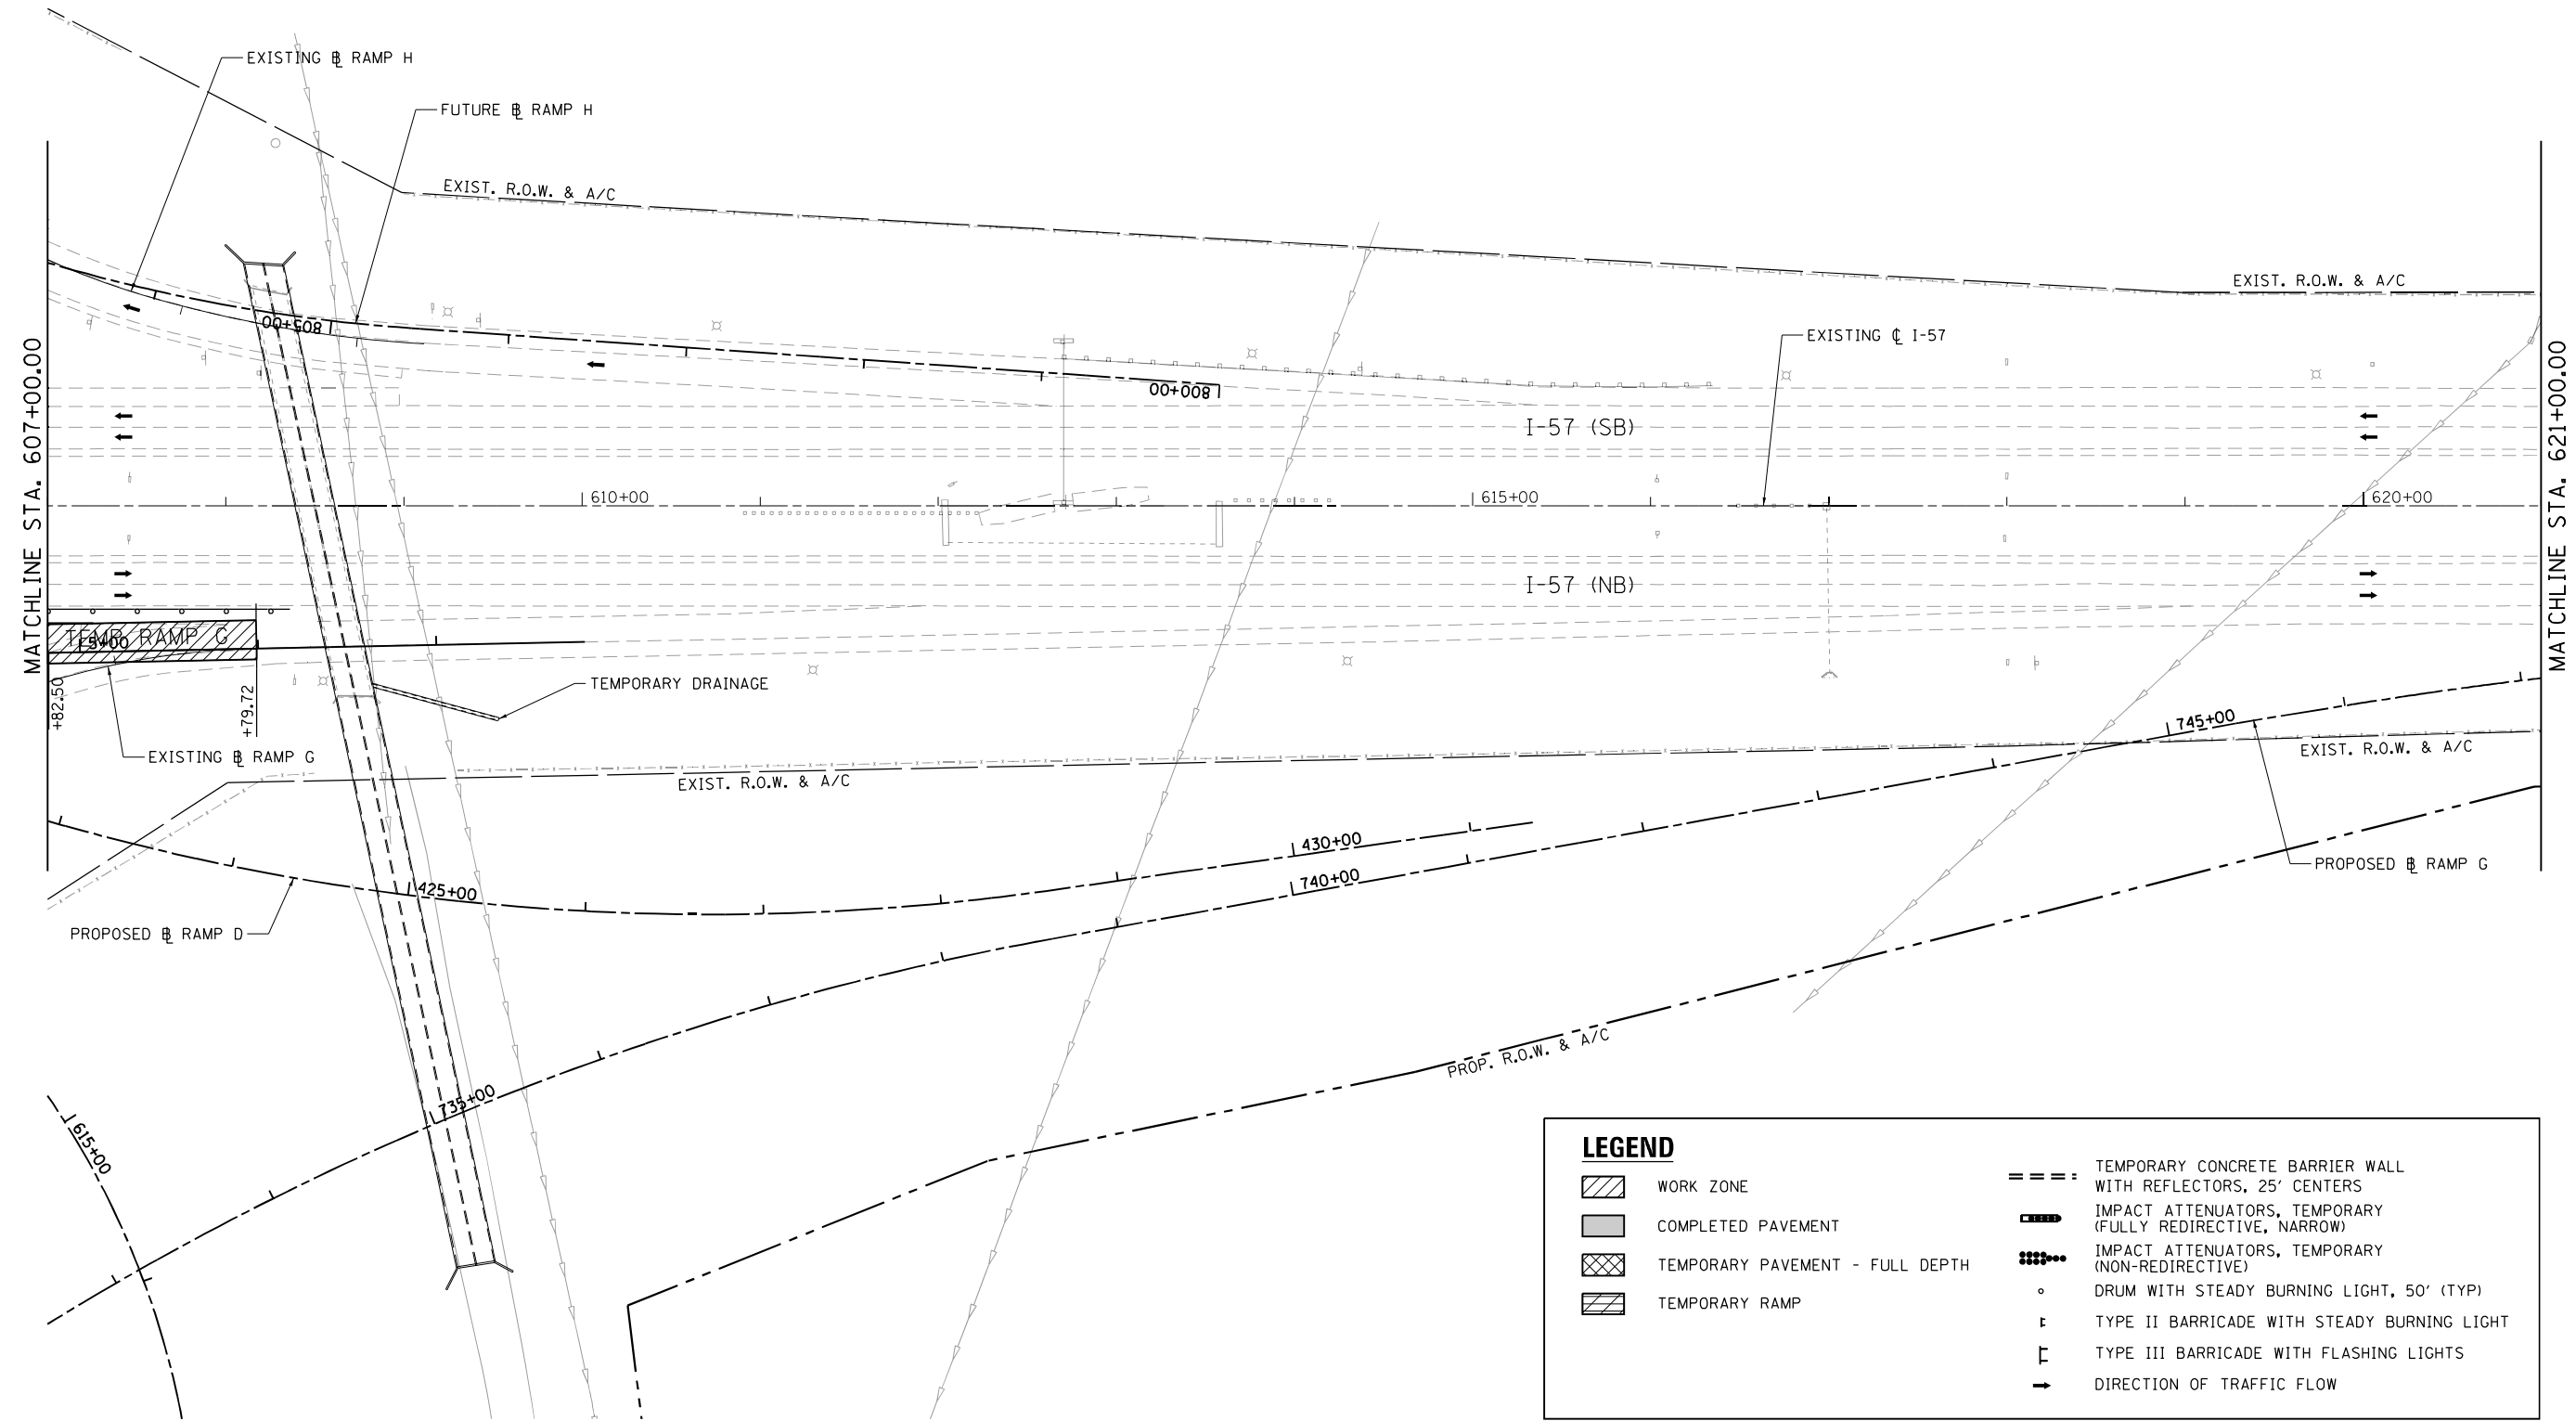 EXISTING ℄ RAMP H
FUTURE ℄ RAMP H
EXIST. R.O.W. & A/C
EXIST. R.O.W. & A/C
EXISTING ℄ I-57
MATCHLINE STA. 607+00.00
MATCHLINE STA. 621+00.00
805+00
800+00
I-57 (SB)
610+00
615+00
620+00
I-57 (NB)
TEMP RAMP G
5+00
+82.50
+79.72
TEMPORARY DRAINAGE
EXISTING ℄ RAMP G
EXIST. R.O.W. & A/C
745+00
EXIST. R.O.W. & A/C
430+00
740+00
425+00
PROPOSED ℄ RAMP G
PROPOSED ℄ RAMP D
PROP. R.O.W. & A/C
735+00
615+00
LEGEND
WORK ZONE
COMPLETED PAVEMENT
TEMPORARY PAVEMENT - FULL DEPTH
TEMPORARY RAMP
TEMPORARY CONCRETE BARRIER WALL
WITH REFLECTORS, 25' CENTERS
IMPACT ATTENUATORS, TEMPORARY
(FULLY REDIRECTIVE, NARROW)
IMPACT ATTENUATORS, TEMPORARY
(NON-REDIRECTIVE)
DRUM WITH STEADY BURNING LIGHT, 50' (TYP)
TYPE II BARRICADE WITH STEADY BURNING LIGHT
TYPE III BARRICADE WITH FLASHING LIGHTS
DIRECTION OF TRAFFIC FLOW